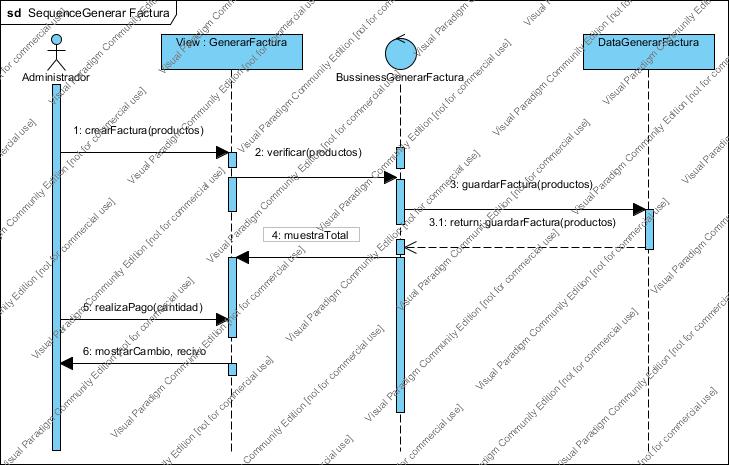 sd SequenceGenerar Factura
View : GenerarFactura
DataGenerarFactura
Administrador
BussinessGenerarFactura
1: crearFactura(productos)
2: verificar(productos)
3: guardarFactura(productos)
3.1: return: guardarFactura(productos)
4: muestraTotal
5: realizaPago(cantidad)
6: mostrarCambio, recivo
Visual Paradigm Community Edition [not for commercial use]